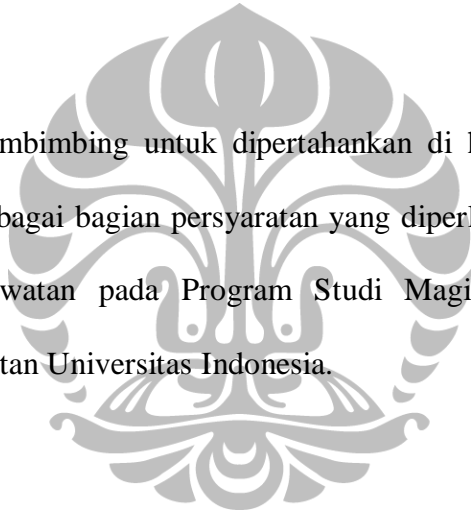 mbimbing untuk dipertahankan di
bagai bagian persyaratan yang diperl
watan pada Program Studi Magi
tan Universitas Indonesia.